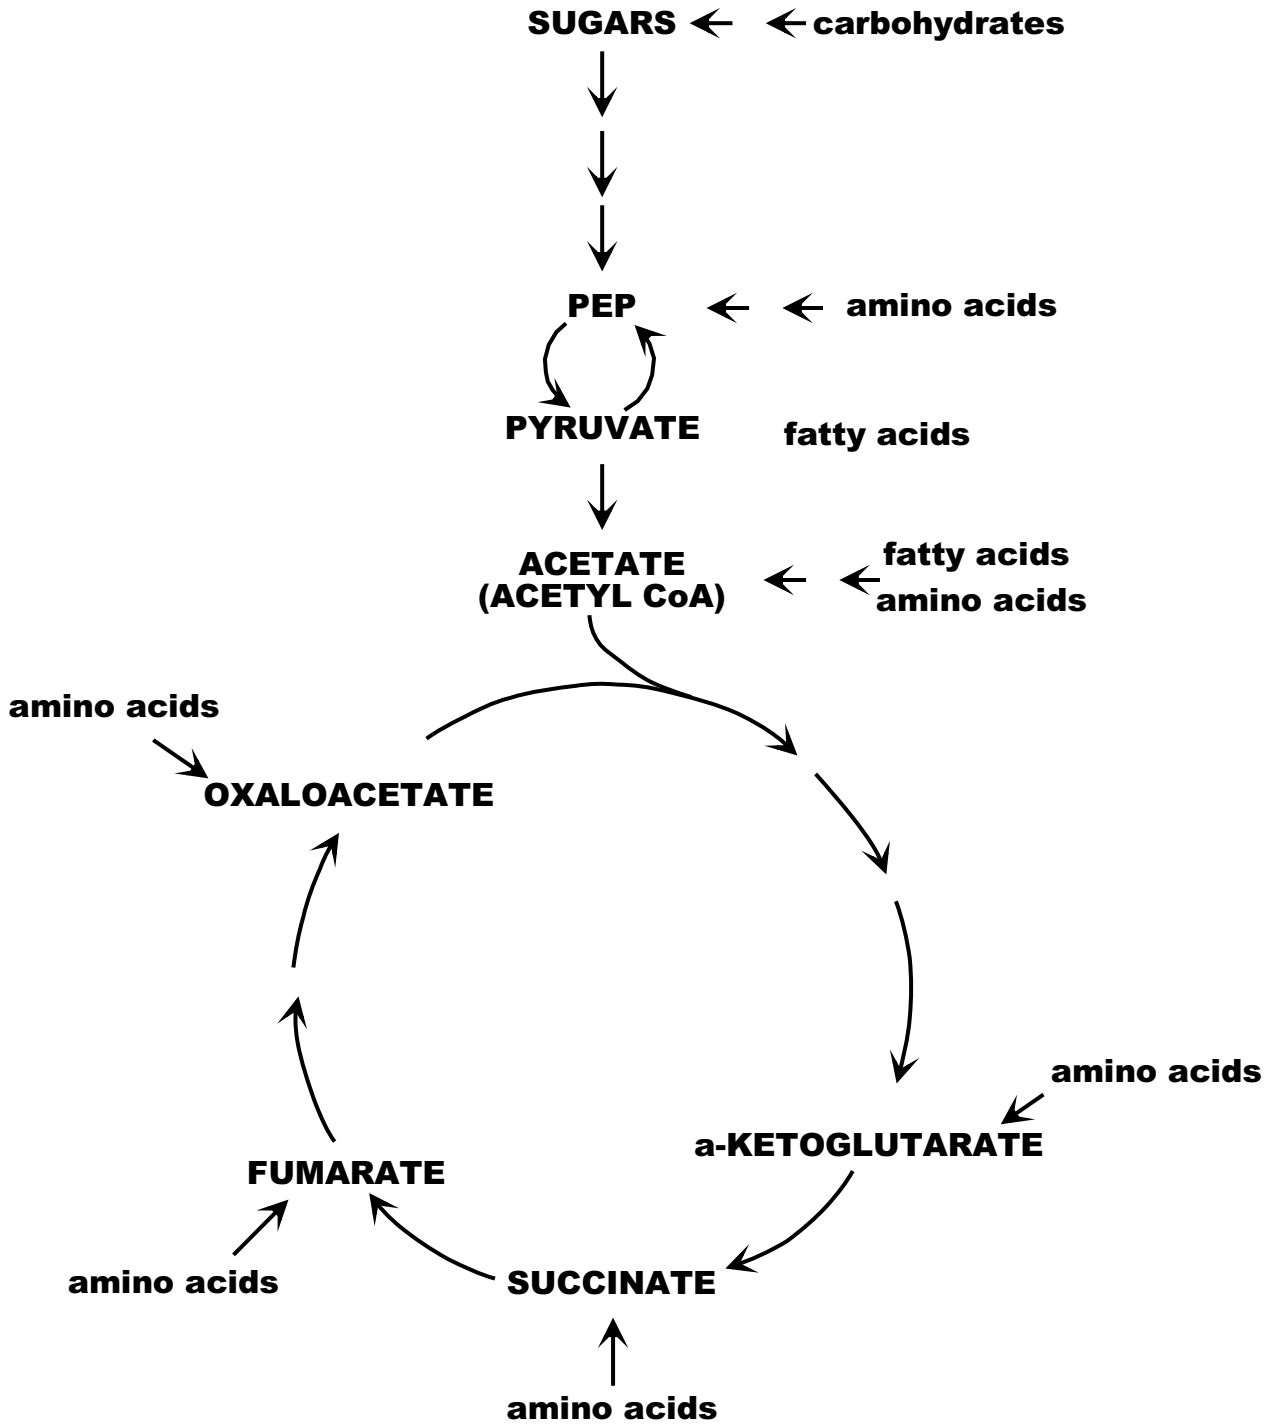 SUGARS
carbohydrates
PEP
amino acids
PYRUVATE
fatty acids
ACETATE
(ACETYL CoA)
fatty acids
amino acids
amino acids
OXALOACETATE
amino acids
a-KETOGLUTARATE
FUMARATE
amino acids
SUCCINATE
amino acids